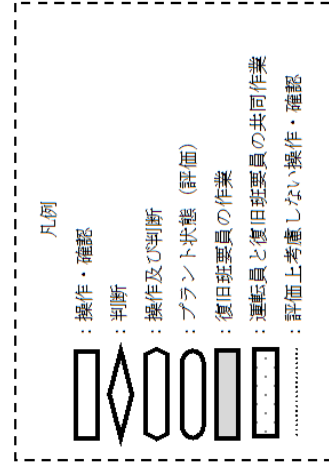 凡例
：操作・確認
：判断
：操作及び判断
：プラント状態（評価）
：復旧班要員の作業
：運転員と復旧班要員の共同作業
：評価上考慮しない操作・確認